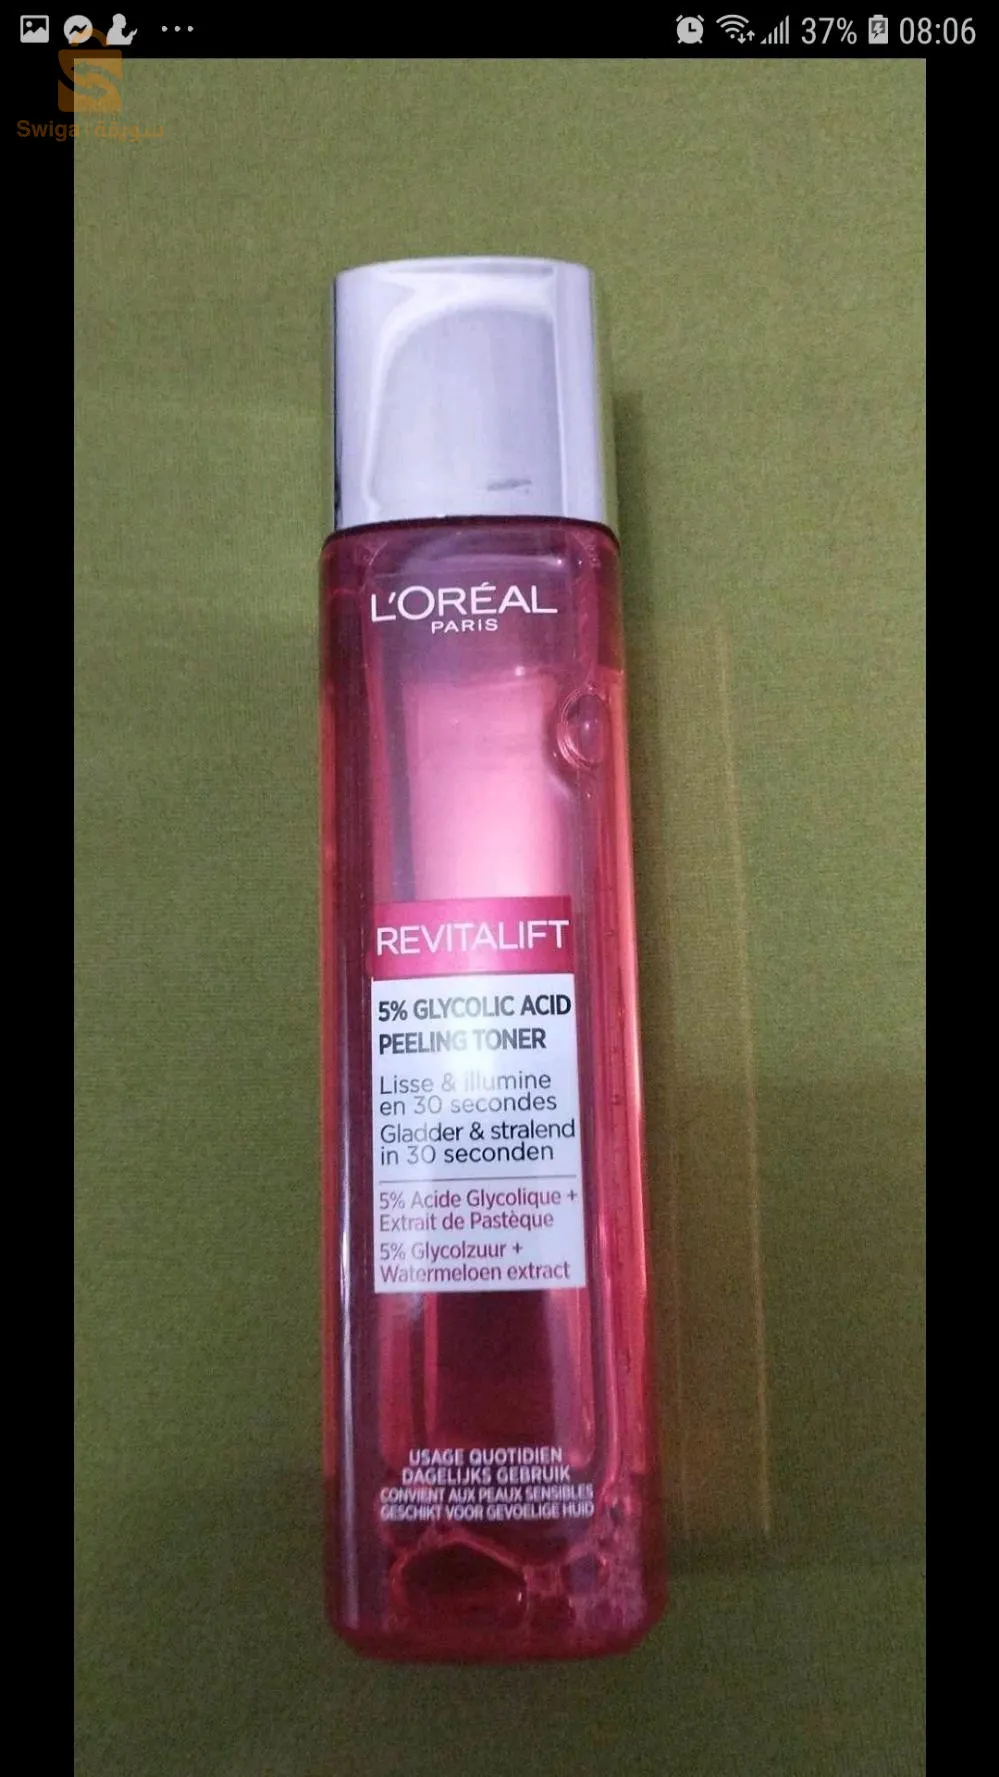 37% 08:06
Swiga سويقة
L'ORÉAL
PARIS
REVITALIFT
5% GLYCOLIC ACID
PEELING TONER
Lisse & illumine
en 30 secondes
Gladder & stralend
in 30 seconden
5% Acide Glycolique +
Extrait de Pastèque
5% Glycolzuur +
Watermeloen extract
USAGE QUOTIDIEN
DAGELIJKS GEBRUIK
CONVIENT AUX PEAUX SENSIBLES
GESCHIKT VOOR GEVOELIGE HUID